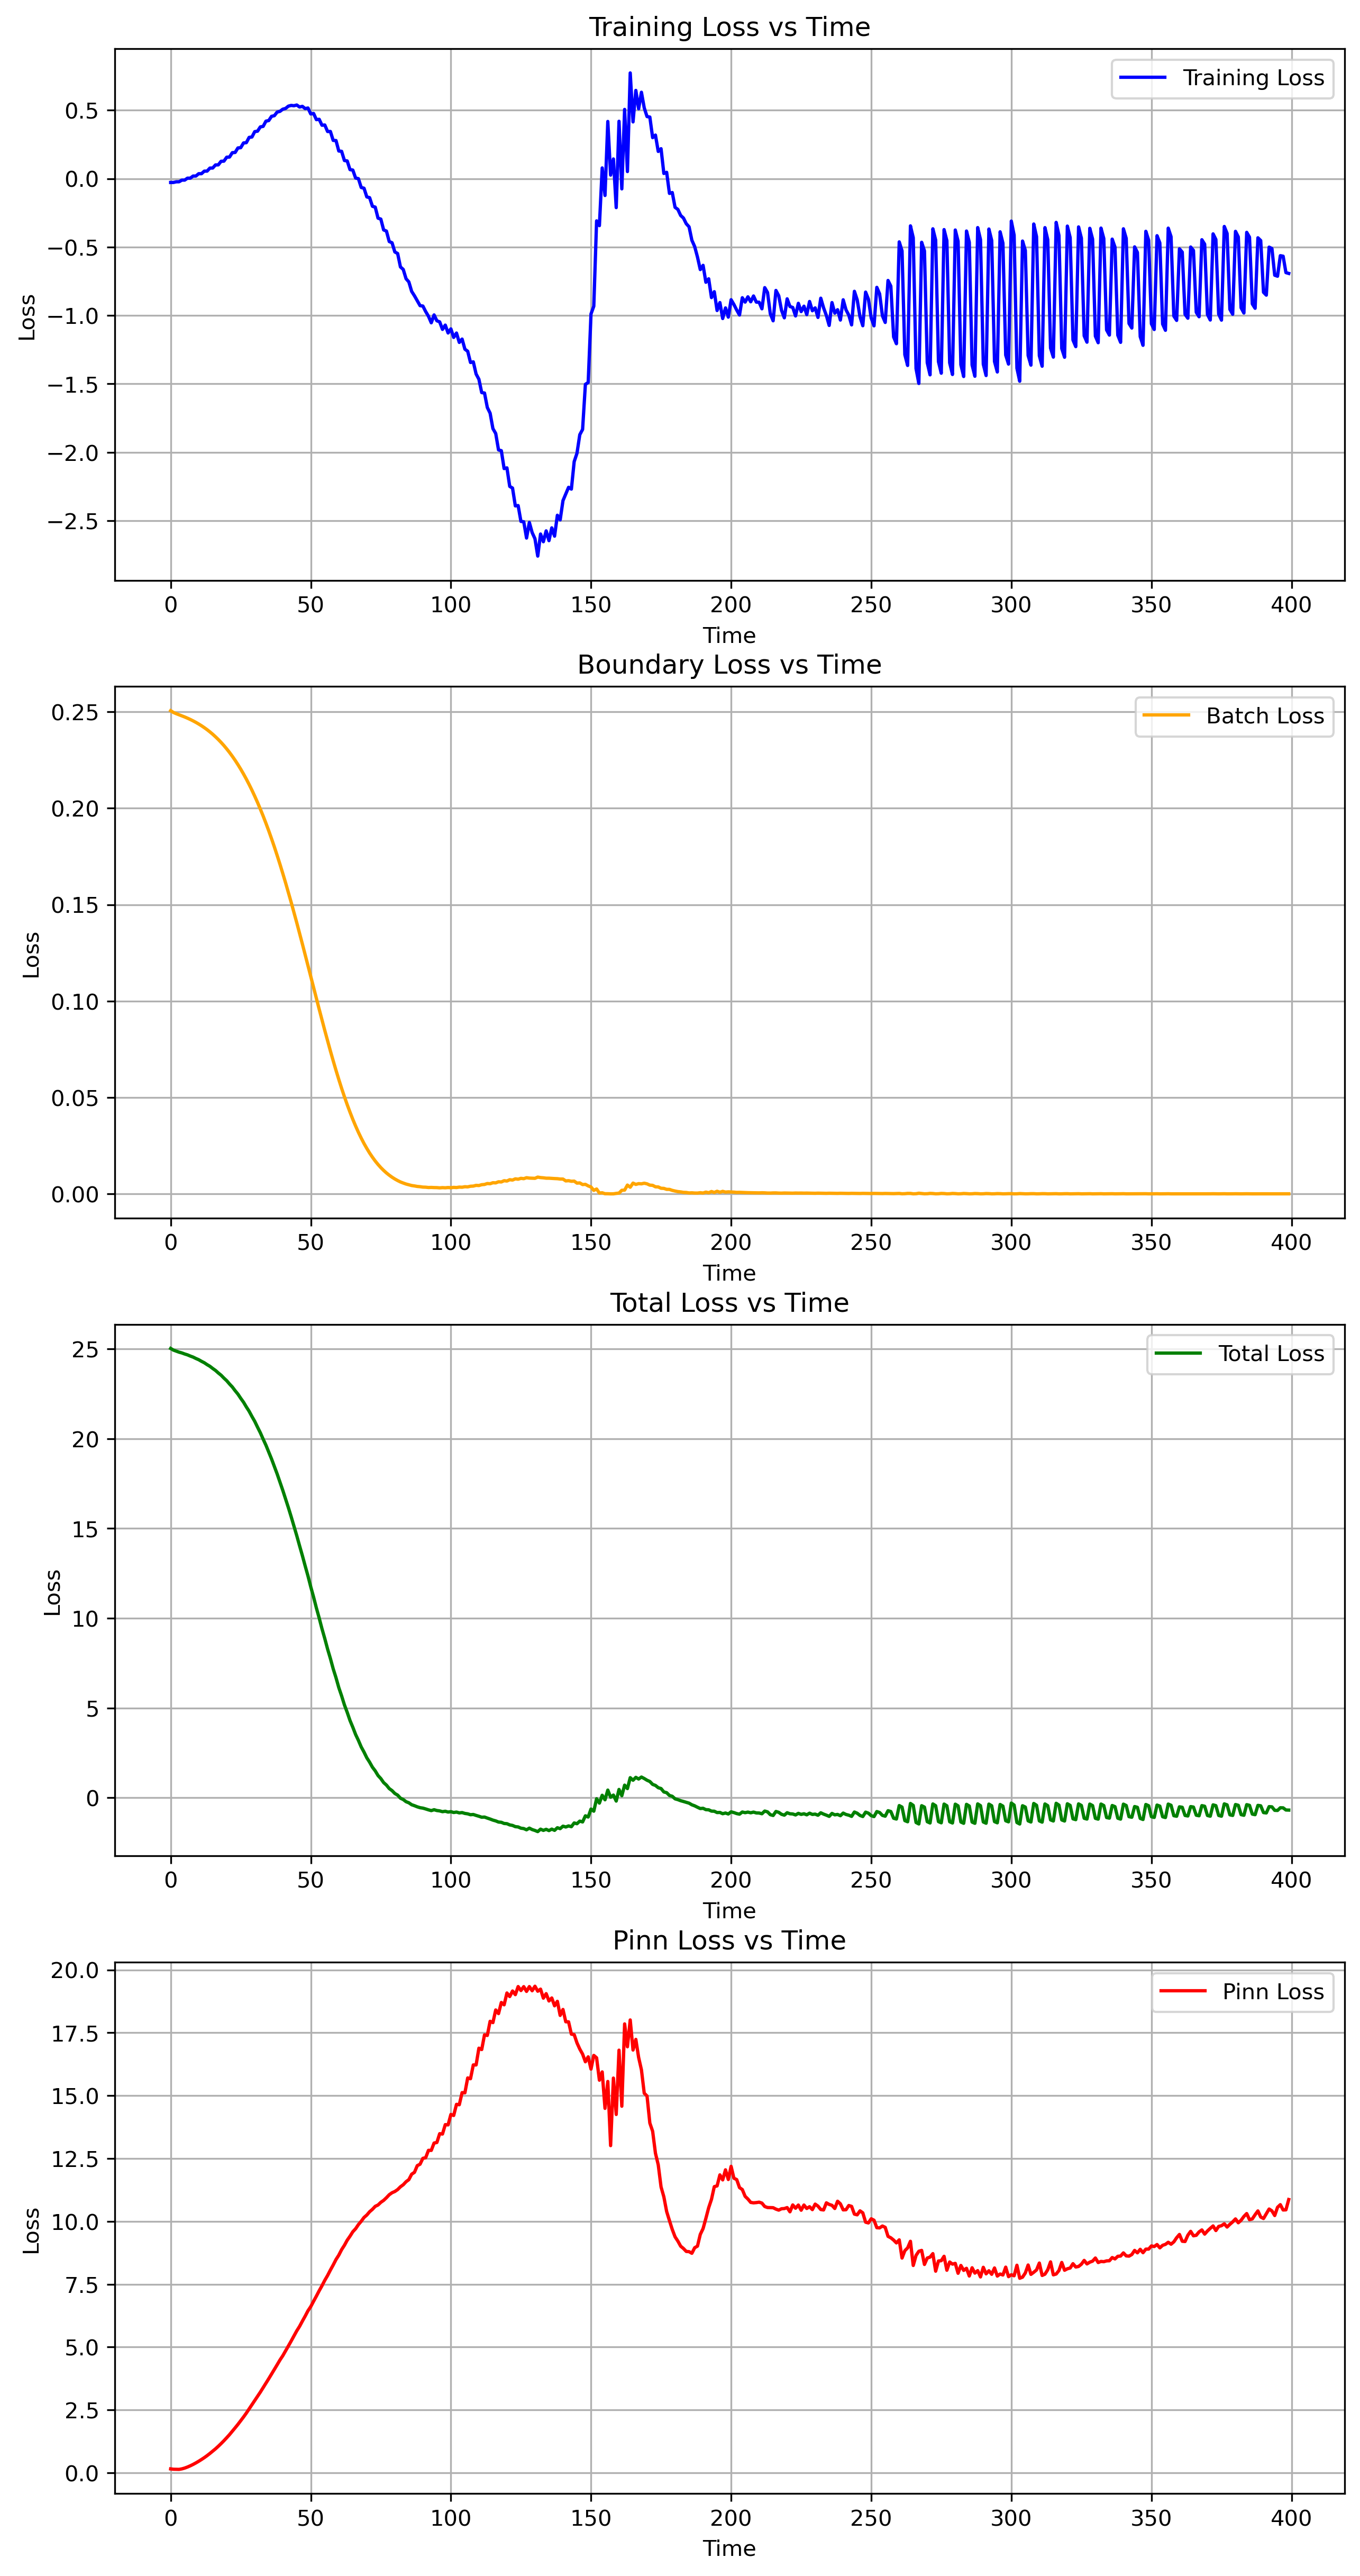 Training Loss vs Time
Training Loss
0.5
0.0
−0.5
−1.0
−1.5
−2.0
−2.5
Loss
0 50 100 150 200 250 300 350 400
Time
Boundary Loss vs Time
Batch Loss
0.25
0.20
0.15
0.10
0.05
0.00
Loss
0 50 100 150 200 250 300 350 400
Time
Total Loss vs Time
Total Loss
25
20
15
10
5
0
Loss
0 50 100 150 200 250 300 350 400
Time
Pinn Loss vs Time
Pinn Loss
20.0
17.5
15.0
12.5
10.0
7.5
5.0
2.5
0.0
Loss
0 50 100 150 200 250 300 350 400
Time